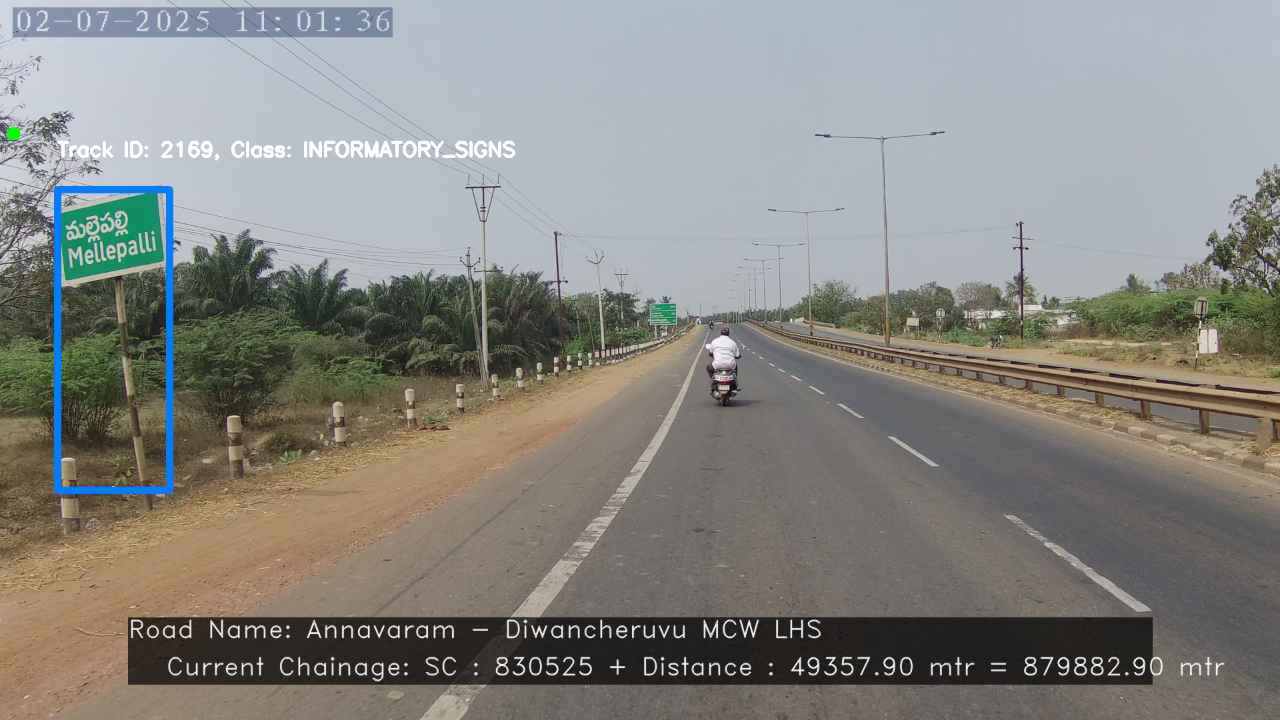 02-07-2025 11:01:36
Track ID: 2169, Class: INFORMATORY_SIGNS
మల్లెపల్లి
Mellepalli
Road Name: Annavaram - Diwancheruvu MCW LHS
Current Chainage: SC : 830525 + Distance : 49357.90 mtr = 879882.90 mtr